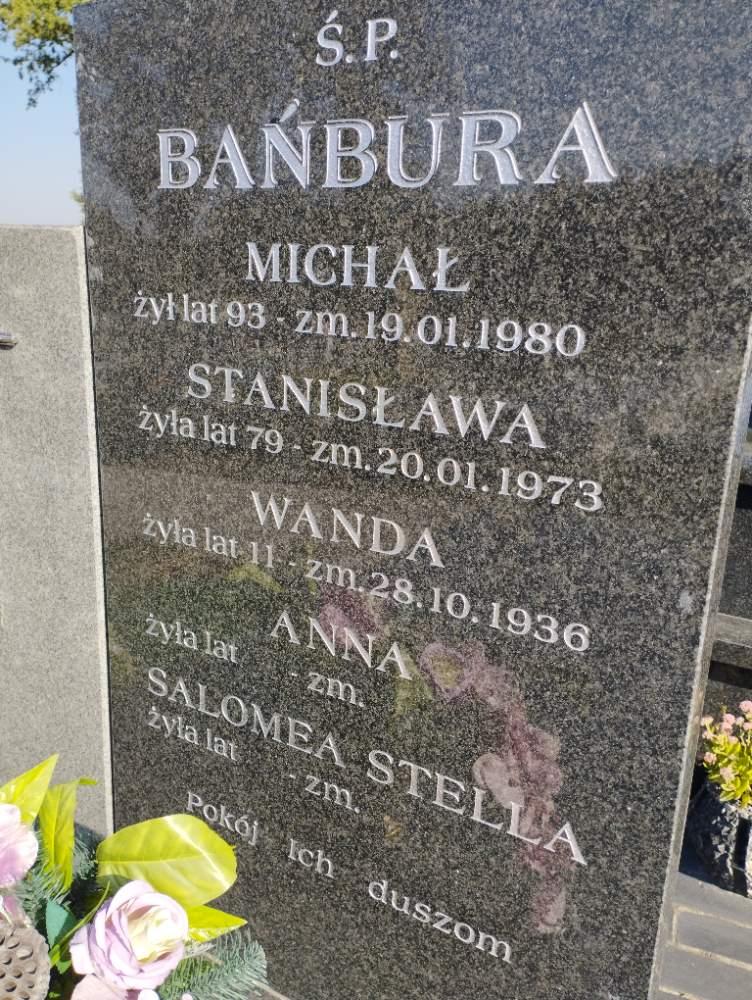 Ś.P.
BAŃBURA
MICHAŁ
żył lat 93 - zm. 19.01.1980
STANISŁAWA
żyła lat 79 - zm. 20.01.1973
WANDA
żyła lat 11 - zm. 28.10.1936
ANNA
żyła lat - zm.
SALOMEA STELLA
żyła lat - zm.
Pokój Ich duszom